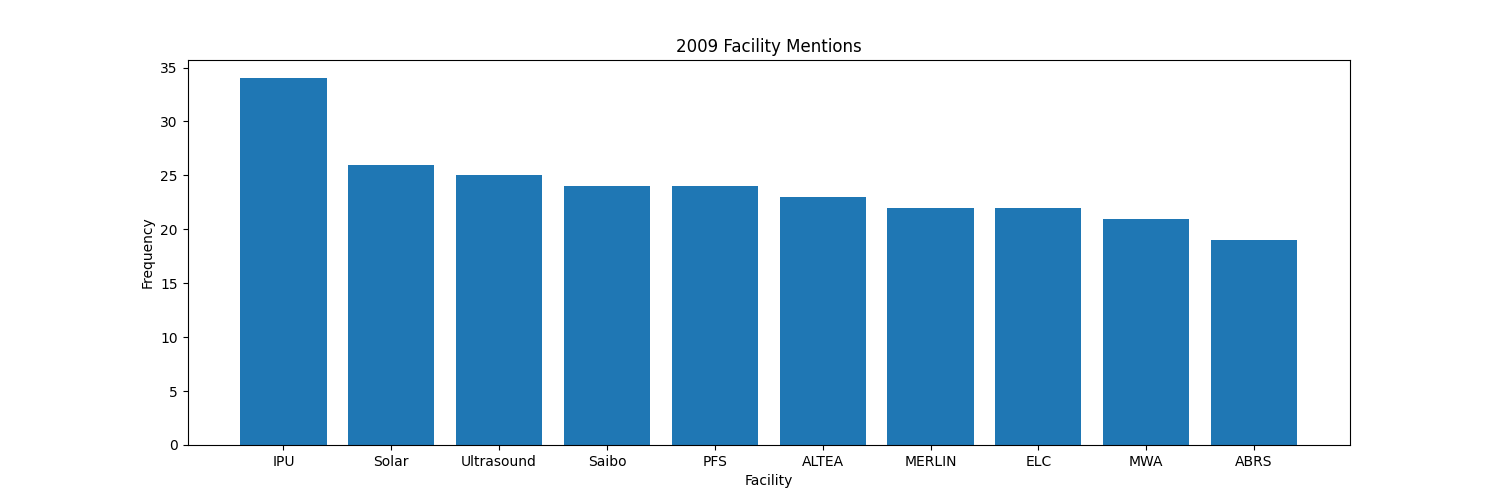 2009 Facility Mentions
35
30
25
20
15
10
5
0
Frequency
IPU Solar Ultrasound Saibo PFS ALTEA MERLIN ELC MWA ABRS
Facility